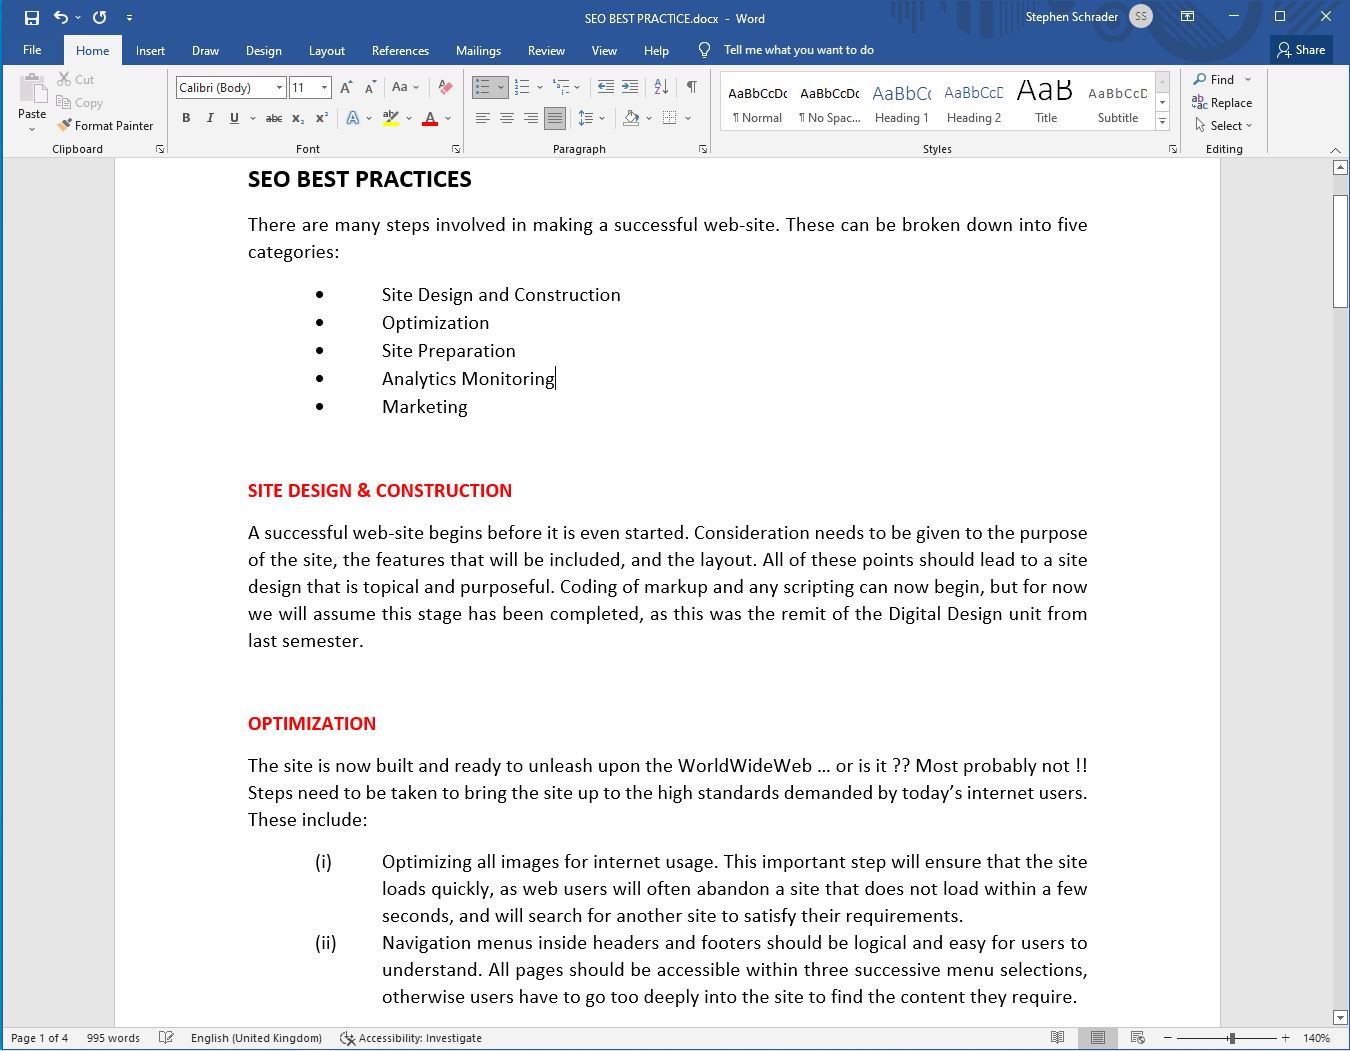 SEO BEST PRACTICE.docx - Word
Stephen Schrader SS
File Home Insert Draw Design Layout References Mailings Review View Help Tell me what you want to do Share
Cut
Copy
Paste
Format Painter
Clipboard
Calibri (Body) 11
Aa
B I U abc x₂ x² A ab A
Font
Paragraph
AaBbCcDc AaBbCcDc AaBbC AaBbCcD AaB AaBbCcD
¶ Normal ¶ No Spac... Heading 1 Heading 2 Title Subtitle
Styles
Find
Replace
Select
Editing
SEO BEST PRACTICES
There are many steps involved in making a successful web-site. These can be broken down into five
categories:
• Site Design and Construction
• Optimization
• Site Preparation
• Analytics Monitoring
• Marketing
SITE DESIGN & CONSTRUCTION
A successful web-site begins before it is even started. Consideration needs to be given to the purpose
of the site, the features that will be included, and the layout. All of these points should lead to a site
design that is topical and purposeful. Coding of markup and any scripting can now begin, but for now
we will assume this stage has been completed, as this was the remit of the Digital Design unit from
last semester.
OPTIMIZATION
The site is now built and ready to unleash upon the WorldWideWeb … or is it ?? Most probably not !!
Steps need to be taken to bring the site up to the high standards demanded by today’s internet users.
These include:
(i) Optimizing all images for internet usage. This important step will ensure that the site
loads quickly, as web users will often abandon a site that does not load within a few
seconds, and will search for another site to satisfy their requirements.
(ii) Navigation menus inside headers and footers should be logical and easy for users to
understand. All pages should be accessible within three successive menu selections,
otherwise users have to go too deeply into the site to find the content they require.
Page 1 of 4 995 words English (United Kingdom) Accessibility: Investigate 140%